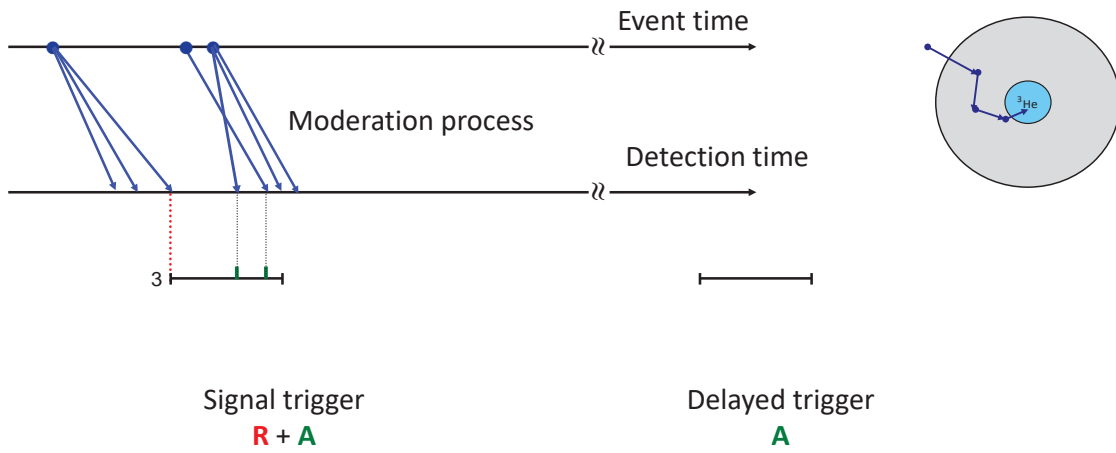 Event time
³He
Moderation process
Detection time
3
Signal trigger
R + A
Delayed trigger
A